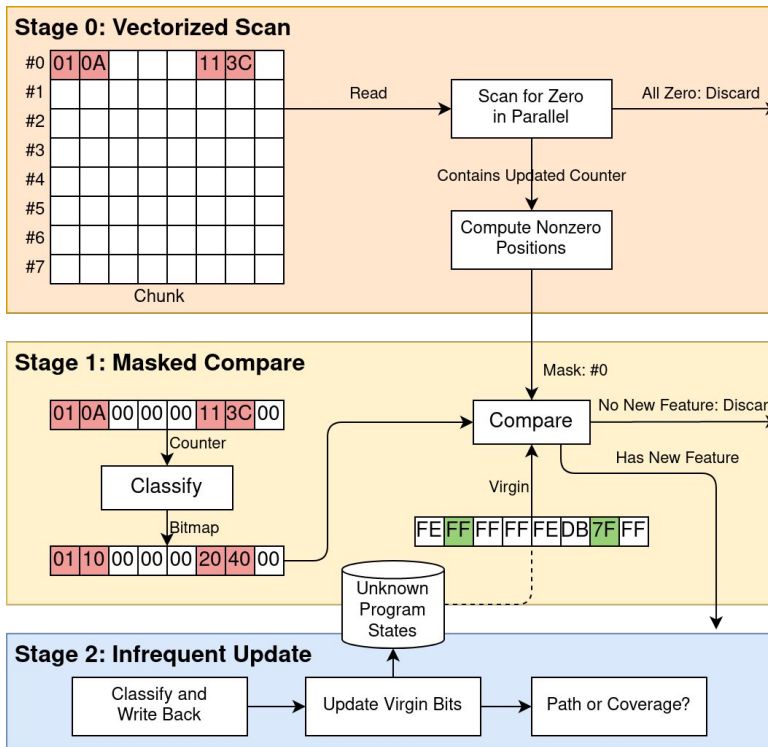 Stage 0: Vectorized Scan
#0 01 0A 11 3C
#1
#2
#3
#4
#5
#6
#7
Chunk
Read
Scan for Zero
in Parallel
All Zero: Discard
Contains Updated Counter
Compute Nonzero
Positions
Stage 1: Masked Compare
Mask: #0
01 0A 00 00 00 11 3C 00
Counter
Classify
Bitmap
01 10 00 00 00 20 40 00
Compare
No New Feature: Discar
Has New Feature
Virgin
FE FF FF FF FE DB 7F FF
Unknown
Program
States
Stage 2: Infrequent Update
Classify and
Write Back
Update Virgin Bits
Path or Coverage?